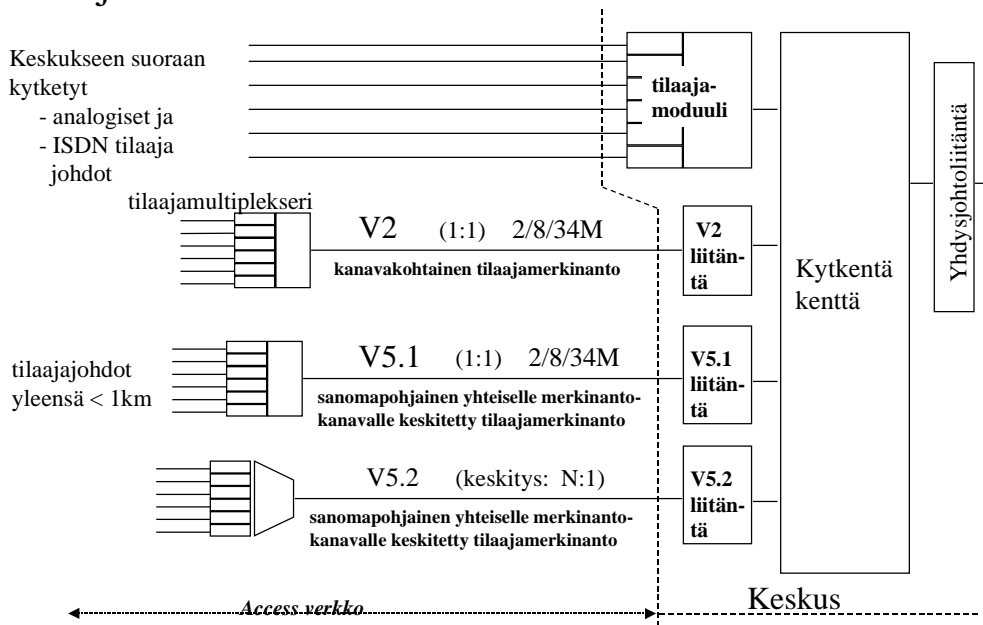 Keskukseen suoraan
kytketyt
- analogiset ja
- ISDN tilaaja
johdot
tilaaja-
moduuli
tilaajamultiplekseri
V2 (1:1) 2/8/34M
kanavakohtainen tilaajamerkinanto
V2
liitän-
tä
Kytkentä
kenttä
Yhdysjohtoliitäntä
tilaajajohdot
yleensä < 1km
V5.1 (1:1) 2/8/34M
sanomapohjainen yhteiselle merkinanto-
kanavalle keskitetty tilaajamerkinanto
V5.1
liitän-
tä
V5.2 (keskitys: N:1)
sanomapohjainen yhteiselle merkinanto-
kanavalle keskitetty tilaajamerkinanto
V5.2
liitän-
tä
Access verkko
Keskus